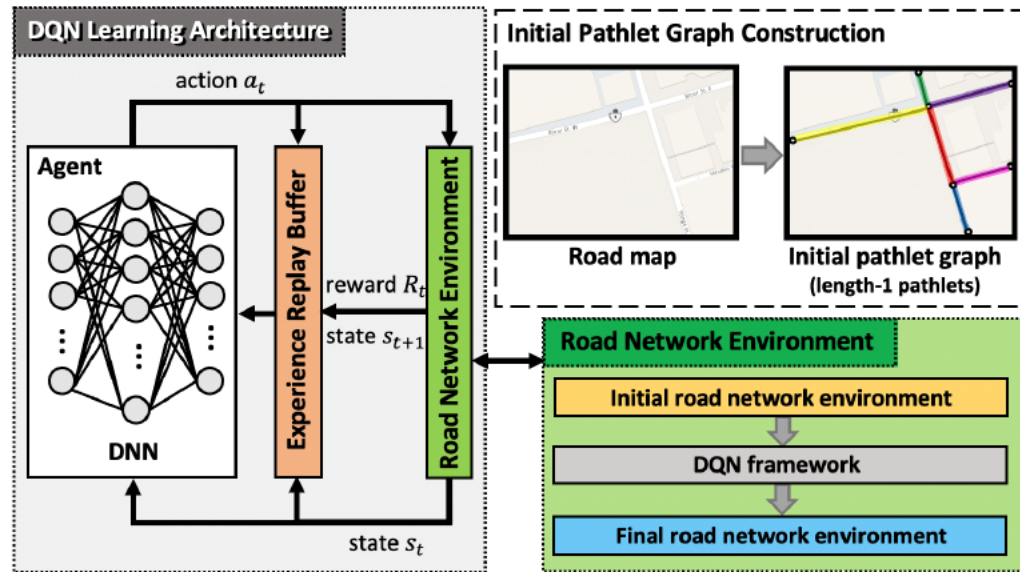 DQN Learning Architecture
action a_t
Agent
DNN
Experience Replay Buffer
reward R_t
state s_{t+1}
Road Network Environment
state s_t
Initial Pathlet Graph Construction
Road map
Initial pathlet graph
(length-1 pathlets)
Road Network Environment
Initial road network environment
DQN framework
Final road network environment